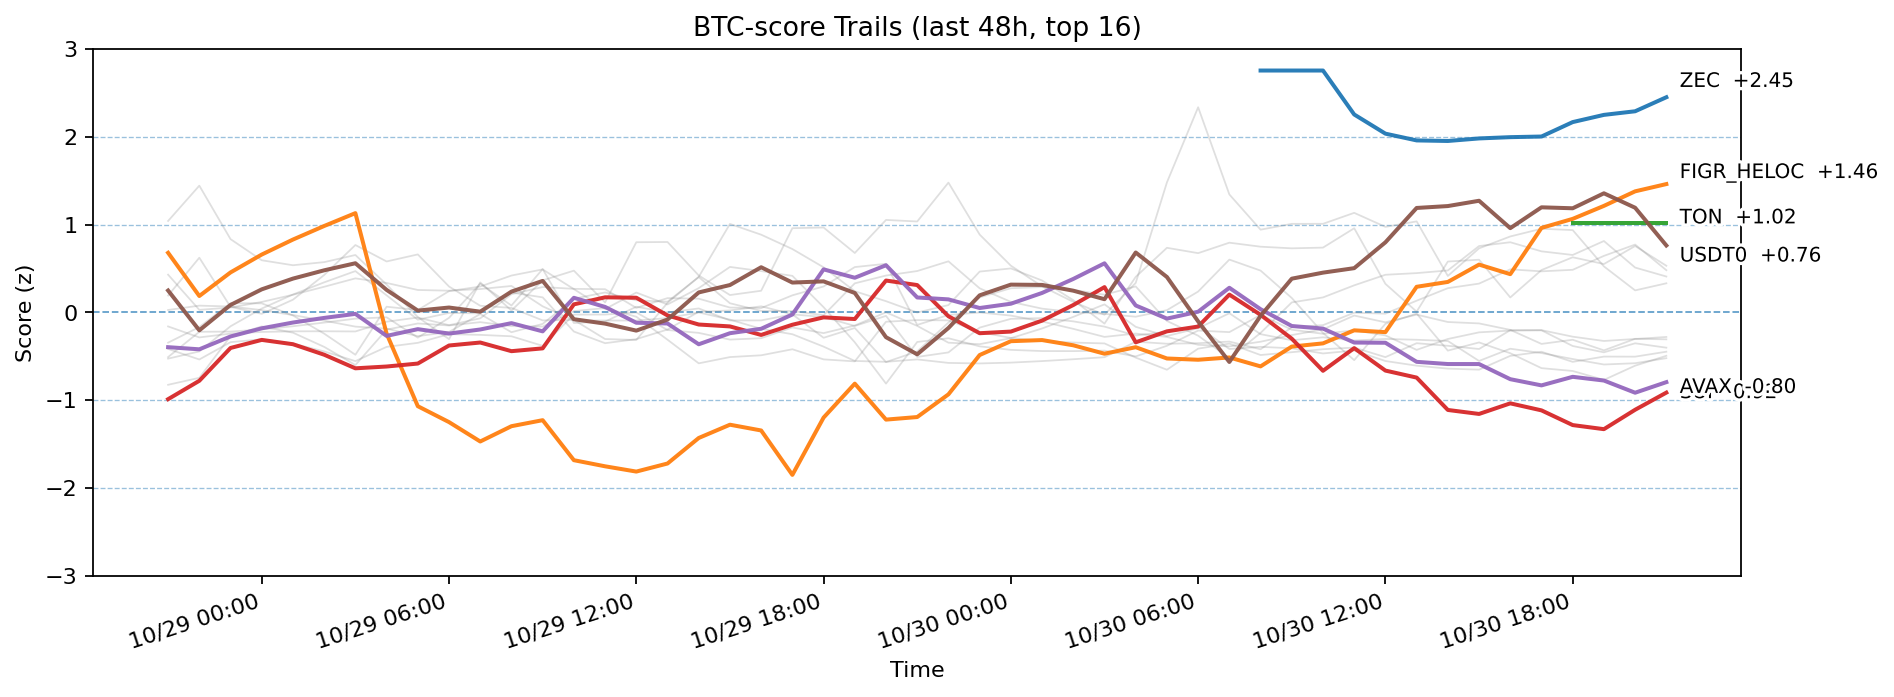 BTC-score Trails (last 48h, top 16)
Score (z)
3
2
1
0
−1
−2
−3
ZEC +2.45
FIGR_HELOC +1.46
TON +1.02
USDT0 +0.76
AVAX -0.80
10/29 00:00
10/29 06:00
10/29 12:00
10/29 18:00
10/30 00:00
10/30 06:00
10/30 12:00
10/30 18:00
Time